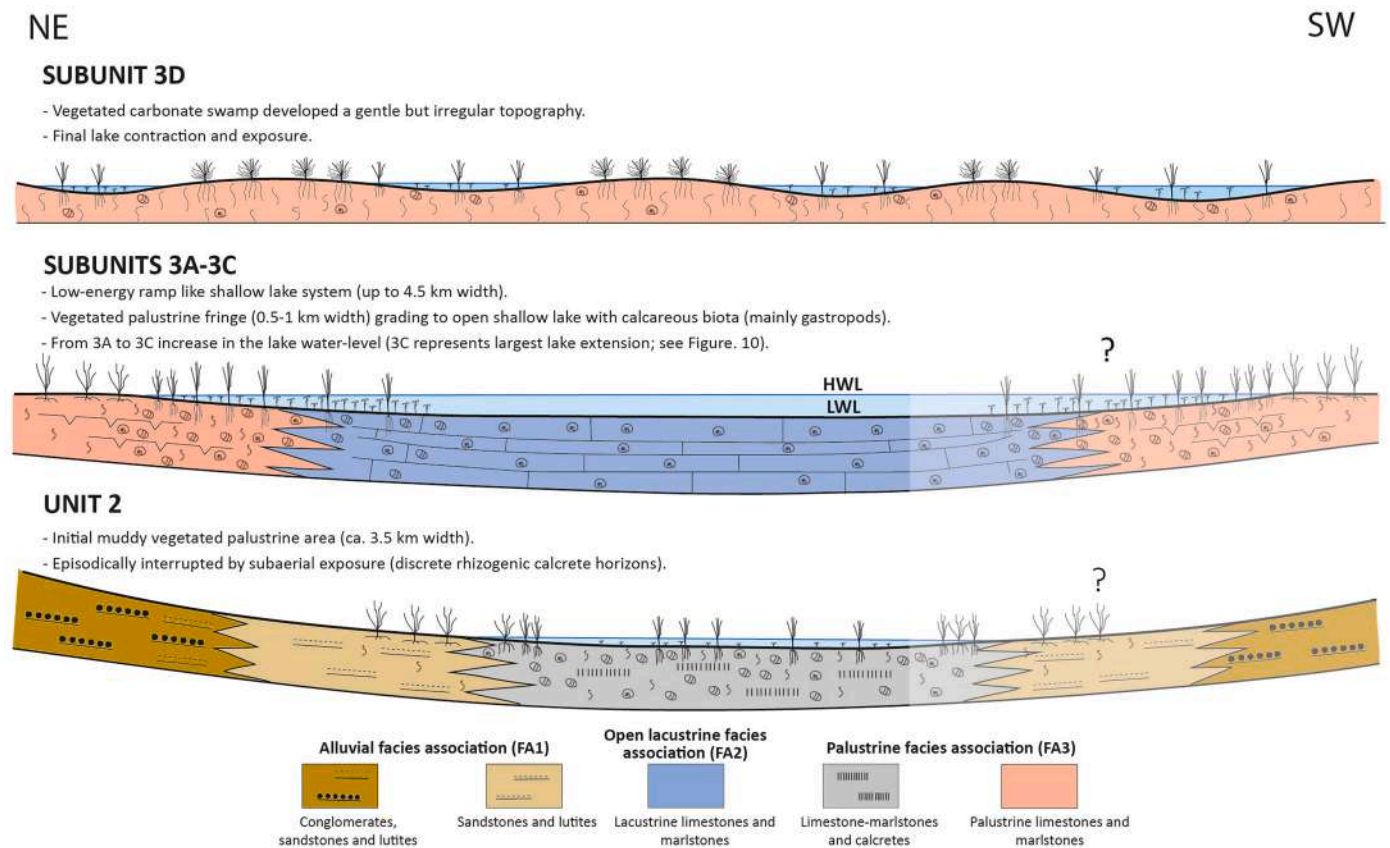 NE
SW
SUBUNIT 3D
- Vegetated carbonate swamp developed a gentle but irregular topography.
- Final lake contraction and exposure.
SUBUNITS 3A-3C
- Low-energy ramp like shallow lake system (up to 4.5 km width).
- Vegetated palustrine fringe (0.5-1 km width) grading to open shallow lake with calcareous biota (mainly gastropods).
- From 3A to 3C increase in the lake water-level (3C represents largest lake extension; see Figure. 10).
?
HWL
LWL
UNIT 2
- Initial muddy vegetated palustrine area (ca. 3.5 km width).
- Episodically interrupted by subaerial exposure (discrete rhizogenic calcrete horizons).
?
Alluvial facies association (FA1)
Open lacustrine facies
association (FA2)
Palustrine facies association (FA3)
Conglomerates,
sandstones and lutites
Sandstones and lutites
Lacustrine limestones and
marlstones
Limestone-marlstones
and calcretes
Palustrine limestones and
marlstones